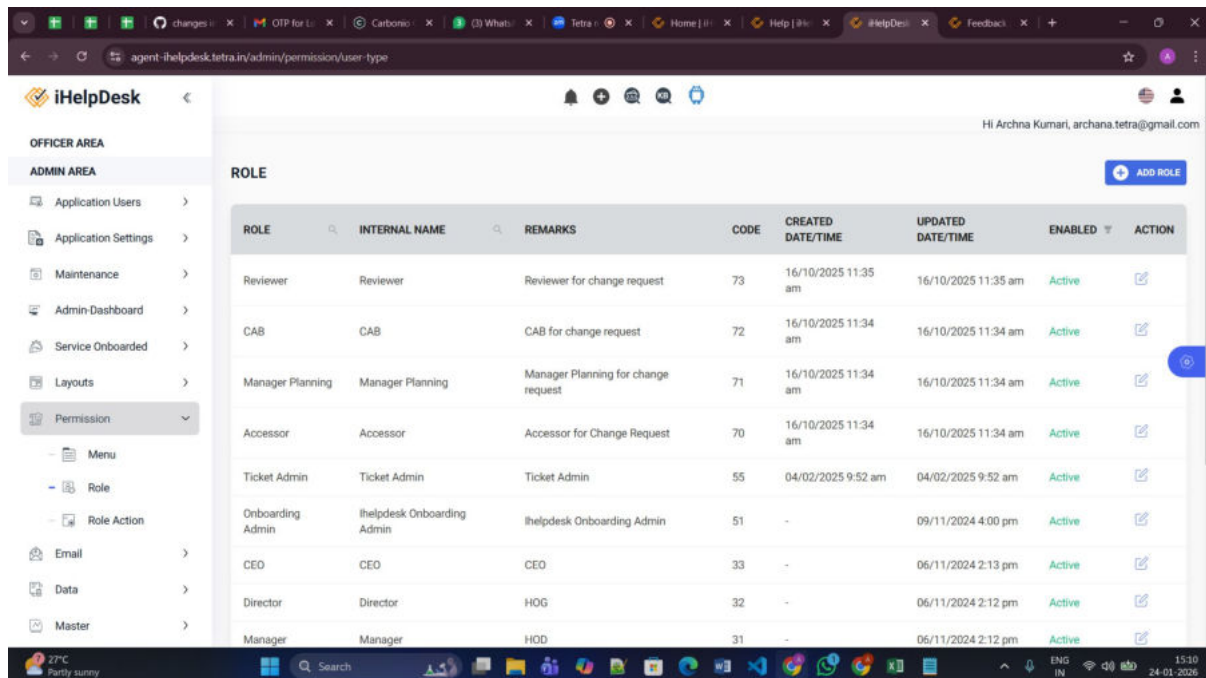 changes i
OTP for L
Carbonio
(3) Whats
Tetra
Home | iH
Help | iHe
iHelpDesk
Feedback
agent-ihelpdesk.tetra.in/admin/permission/user-type
iHelpDesk
KB
Hi Archna Kumari, archana.tetra@gmail.com
OFFICER AREA
ADMIN AREA
Application Users
Application Settings
Maintenance
Admin-Dashboard
Service Onboarded
Layouts
Permission
Menu
Role
Role Action
Email
Data
Master
ROLE
ADD ROLE
ROLE INTERNAL NAME REMARKS CODE CREATED DATE/TIME UPDATED DATE/TIME ENABLED ACTION
Reviewer Reviewer Reviewer for change request 73 16/10/2025 11:35 am 16/10/2025 11:35 am Active
CAB CAB CAB for change request 72 16/10/2025 11:34 am 16/10/2025 11:34 am Active
Manager Planning Manager Planning Manager Planning for change request 71 16/10/2025 11:34 am 16/10/2025 11:34 am Active
Accessor Accessor Accessor for Change Request 70 16/10/2025 11:34 am 16/10/2025 11:34 am Active
Ticket Admin Ticket Admin Ticket Admin 55 04/02/2025 9:52 am 04/02/2025 9:52 am Active
Onboarding Admin Ihelpdesk Onboarding Admin Ihelpdesk Onboarding Admin 51 - 09/11/2024 4:00 pm Active
CEO CEO CEO 33 - 06/11/2024 2:13 pm Active
Director Director HOG 32 - 06/11/2024 2:12 pm Active
Manager Manager HOD 31 - 06/11/2024 2:12 pm Active
27°C
Partly sunny
Search
ENG
IN
15:10
24-01-2026